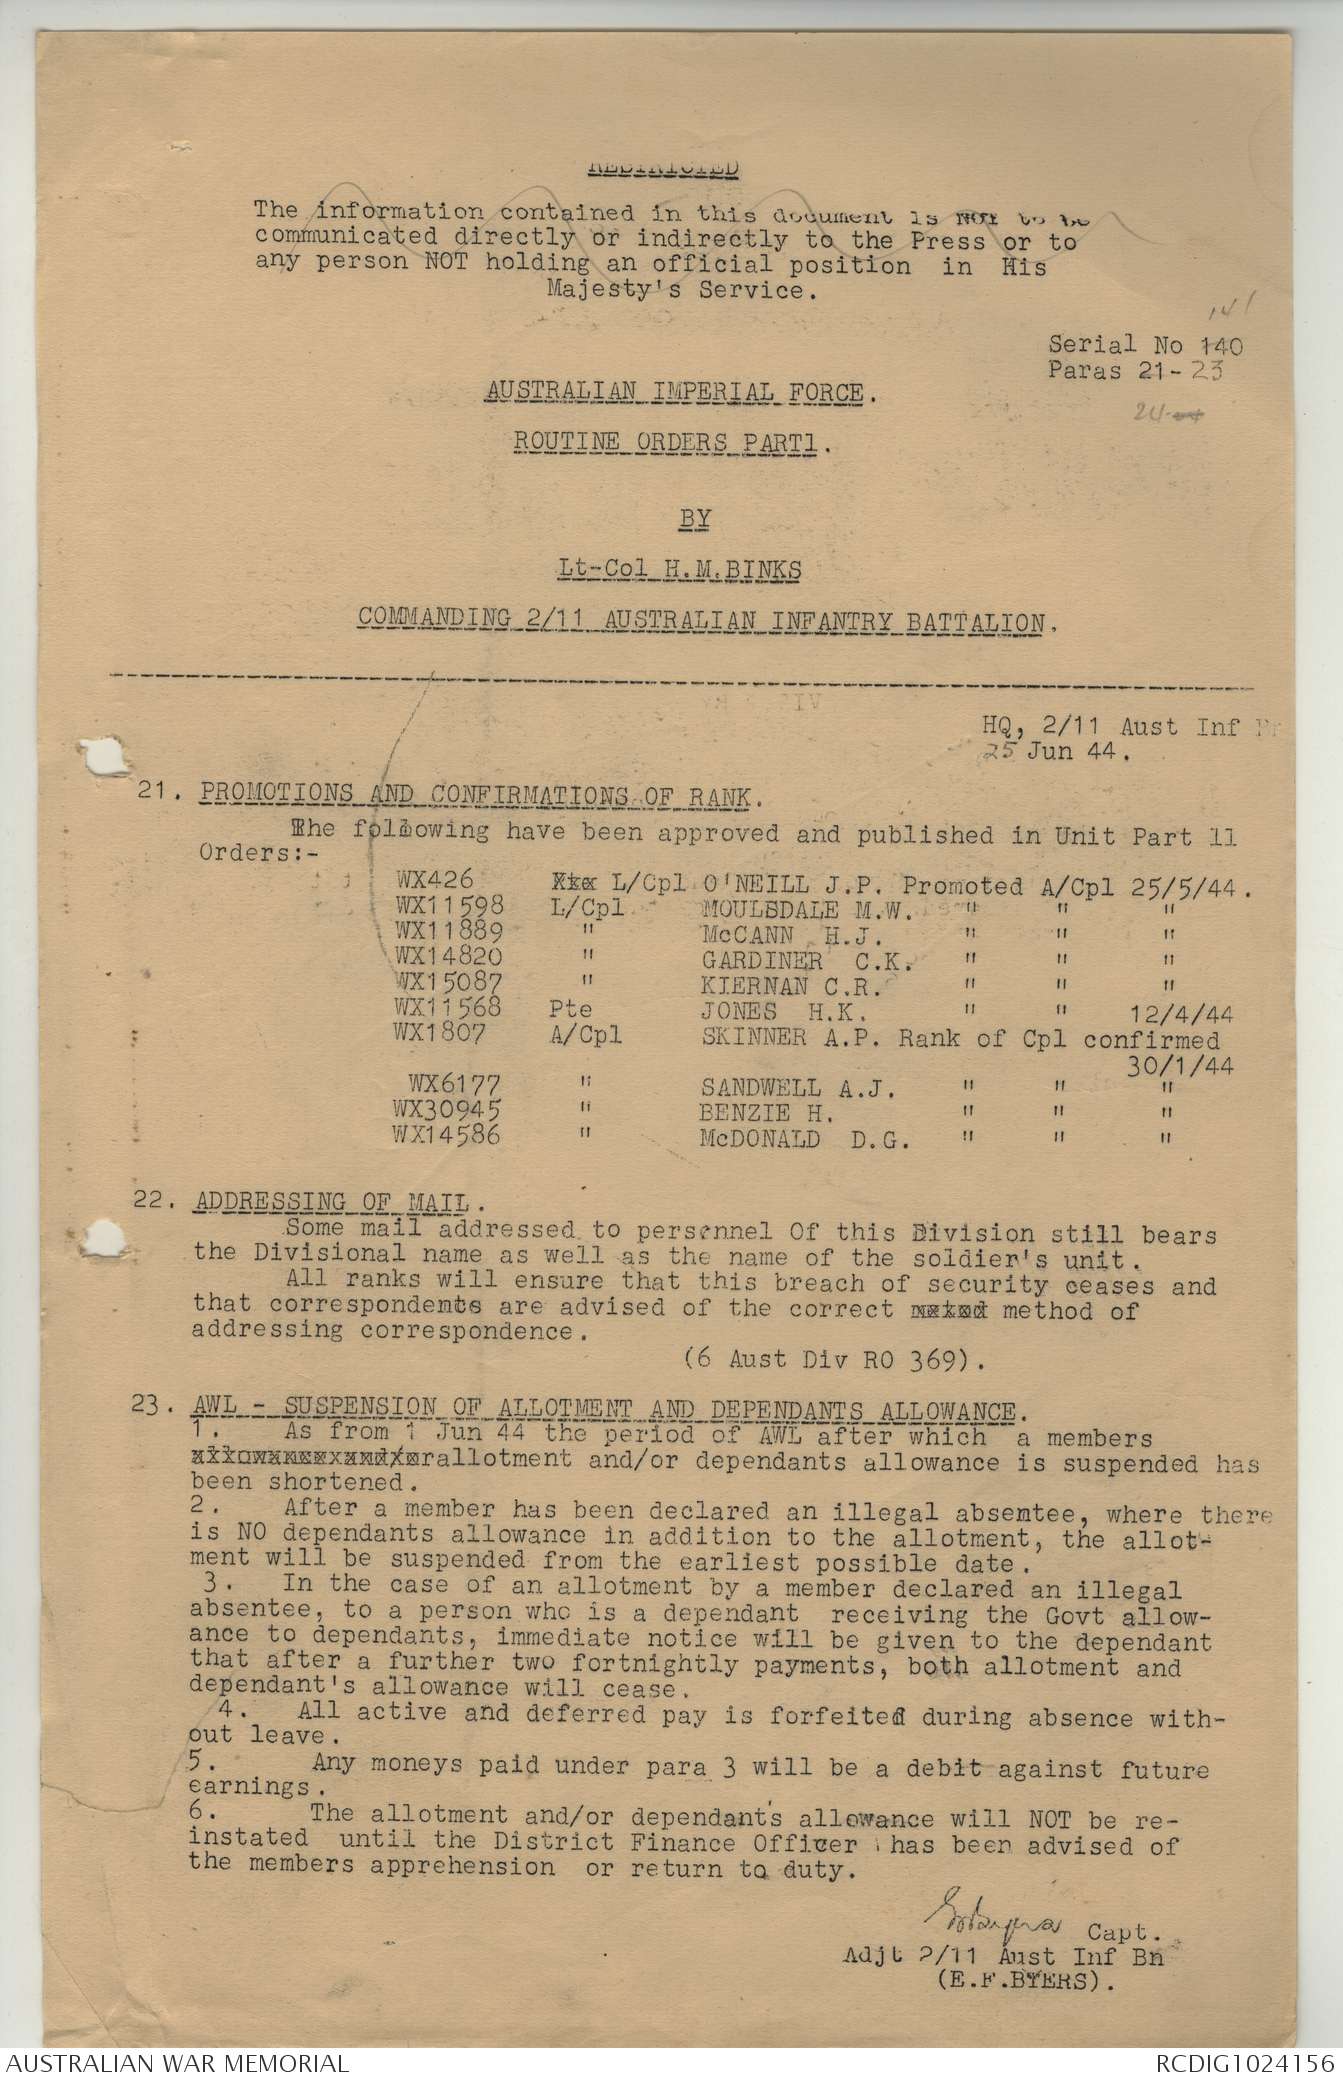 RESTRICTED
The information contained in this document is NOT to be
communicated directly or indirectly to the Press or to
any person NOT holding an official position in His
Majesty's Service.
141
Serial No 140
Paras 21-23
24
AUSTRALIAN IMPERIAL FORCE.
ROUTINE ORDERS PART1.
BY
Lt-Col H.M.BINKS
COMMANDING 2/11 AUSTRALIAN INFANTRY BATTALION.
HQ, 2/11 Aust Inf
25 Jun 44.
21. PROMOTIONS AND CONFIRMATIONS OF RANK.
The following have been approved and published in Unit Part 11
Orders:-
WX426 L/Cpl O'NEILL J.P. Promoted A/Cpl 25/5/44.
WX11598 L/Cpl MOULSDALE M.W. " " "
WX11889 " McCANN H.J. " " "
WX14820 " GARDINER C.K. " " "
WX15087 " KIERNAN C.R. " " "
WX11568 Pte JONES H.K. " " 12/4/44
WX1807 A/Cpl SKINNER A.P. Rank of Cpl confirmed
30/1/44
WX6177 " SANDWELL A.J. " " "
WX30945 " BENZIE H. " " "
WX14586 " McDONALD D.G. " " "
22. ADDRESSING OF MAIL.
Some mail addressed to personnel Of this Division still bears
the Divisional name as well as the name of the soldier's unit.
All ranks will ensure that this breach of security ceases and
that correspondents are advised of the correct method of
addressing correspondence.
(6 Aust Div RO 369).
23. AWL - SUSPENSION OF ALLOTMENT AND DEPENDANTS ALLOWANCE.
1. As from 1 Jun 44 the period of AWL after which a members
allotment and/or dependants allowance is suspended has
been shortened.
2. After a member has been declared an illegal absentee, where there
is NO dependants allowance in addition to the allotment, the allot-
ment will be suspended from the earliest possible date.
3. In the case of an allotment by a member declared an illegal
absentee, to a person who is a dependant receiving the Govt allow-
ance to dependants, immediate notice will be given to the dependant
that after a further two fortnightly payments, both allotment and
dependant's allowance will cease.
4. All active and deferred pay is forfeited during absence with-
out leave.
5. Any moneys paid under para 3 will be a debit against future
earnings.
6. The allotment and/or dependant's allowance will NOT be re-
instated until the District Finance Officer has been advised of
the members apprehension or return to duty.
Capt.
Adjt 2/11 Aust Inf Bn
(E.F.BYERS).
AUSTRALIAN WAR MEMORIAL
RCDIG1024156